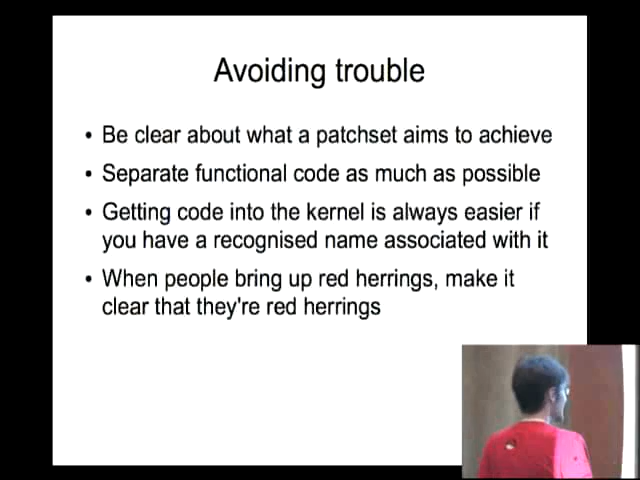 Avoiding trouble
• Be clear about what a patchset aims to achieve
• Separate functional code as much as possible
• Getting code into the kernel is always easier if
you have a recognised name associated with it
• When people bring up red herrings, make it
clear that they're red herrings